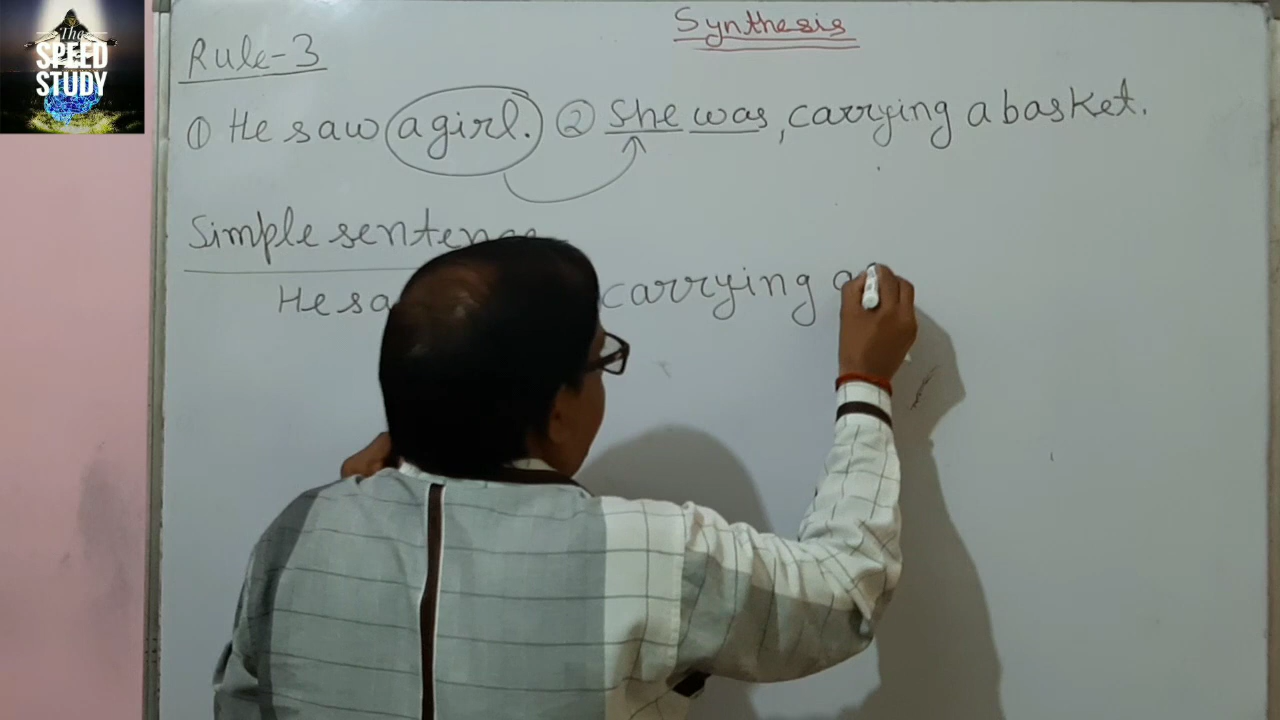 The
SPEED
STUDY
Synthesis
Rule-3
① He saw a girl. ② She was, carrying a basket.
Simple sentence
He sa carrying a